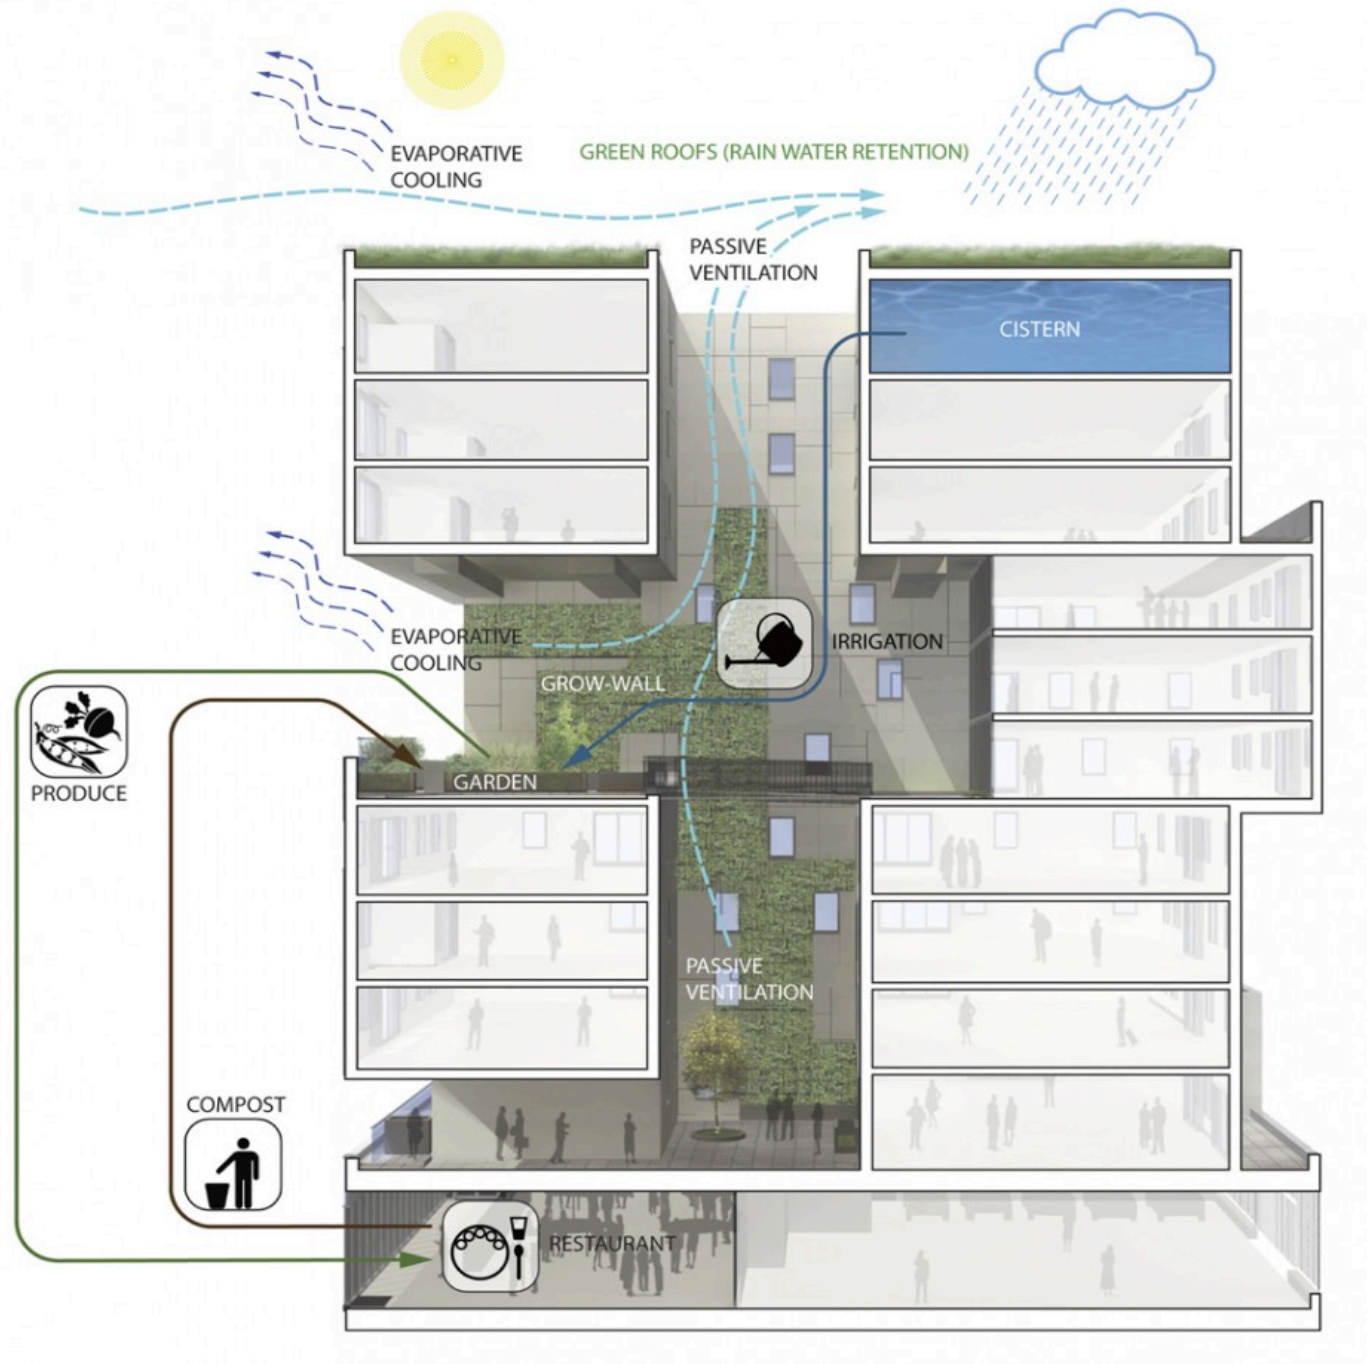 EVAPORATIVE
COOLING
GREEN ROOFS (RAIN WATER RETENTION)
PASSIVE
VENTILATION
CISTERN
EVAPORATIVE
COOLING
IRRIGATION
GROW-WALL
GARDEN
PRODUCE
PASSIVE
VENTILATION
COMPOST
RESTAURANT